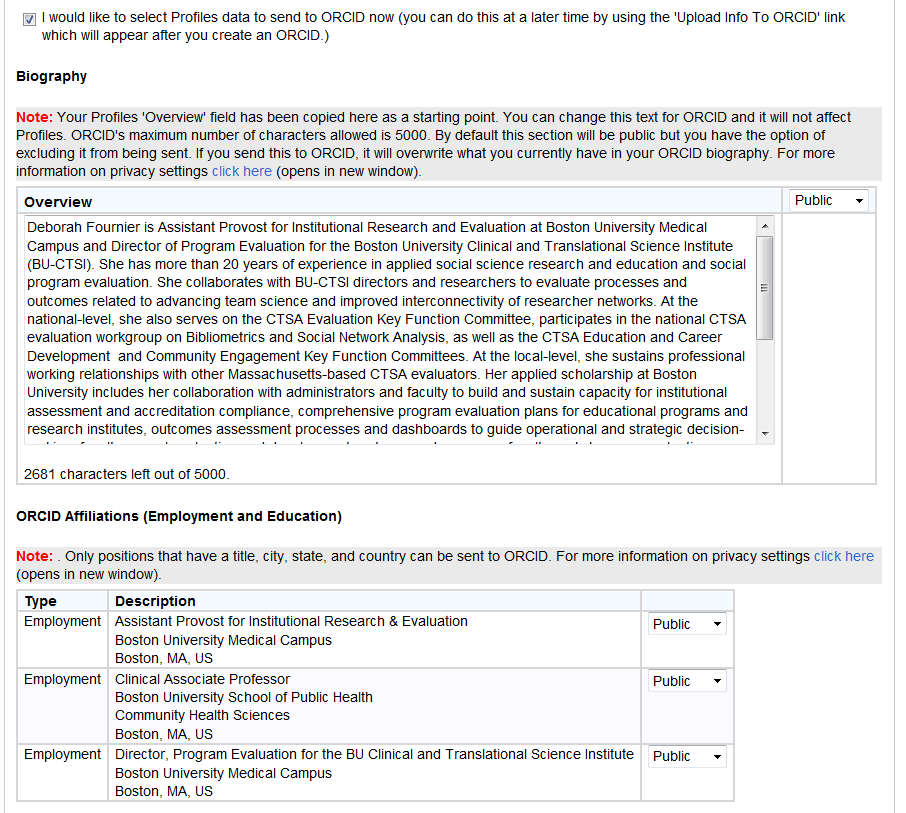 I would like to select Profiles data to send to ORCID now (you can do this at a later time by using the 'Upload Info To ORCID' link
which will appear after you create an ORCID.)
Biography
Note: Your Profiles 'Overview' field has been copied here as a starting point. You can change this text for ORCID and it will not affect
Profiles. ORCID's maximum number of characters allowed is 5000. By default this section will be public but you have the option of
excluding it from being sent. If you send this to ORCID, it will overwrite what you currently have in your ORCID biography. For more
information on privacy settings click here (opens in new window).
Overview
Public
Deborah Fournier is Assistant Provost for Institutional Research and Evaluation at Boston University Medical
Campus and Director of Program Evaluation for the Boston University Clinical and Translational Science Institute
(BU-CTSI). She has more than 20 years of experience in applied social science research and education and social
program evaluation. She collaborates with BU-CTSI directors and researchers to evaluate processes and
outcomes related to advancing team science and improved interconnectivity of researcher networks. At the
national-level, she also serves on the CTSA Evaluation Key Function Committee, participates in the national CTSA
evaluation workgroup on Bibliometrics and Social Network Analysis, as well as the CTSA Education and Career
Development and Community Engagement Key Function Committees. At the local-level, she sustains professional
working relationships with other Massachusetts-based CTSA evaluators. Her applied scholarship at Boston
University includes her collaboration with administrators and faculty to build and sustain capacity for institutional
assessment and accreditation compliance, comprehensive program evaluation plans for educational programs and
research institutes, outcomes assessment processes and dashboards to guide operational and strategic decision-
2681 characters left out of 5000.
ORCID Affiliations (Employment and Education)
Note: . Only positions that have a title, city, state, and country can be sent to ORCID. For more information on privacy settings click here
(opens in new window).
Type Description
Employment Assistant Provost for Institutional Research & Evaluation Public
Boston University Medical Campus
Boston, MA, US
Employment Clinical Associate Professor Public
Boston University School of Public Health
Community Health Sciences
Boston, MA, US
Employment Director, Program Evaluation for the BU Clinical and Translational Science Institute Public
Boston University Medical Campus
Boston, MA, US